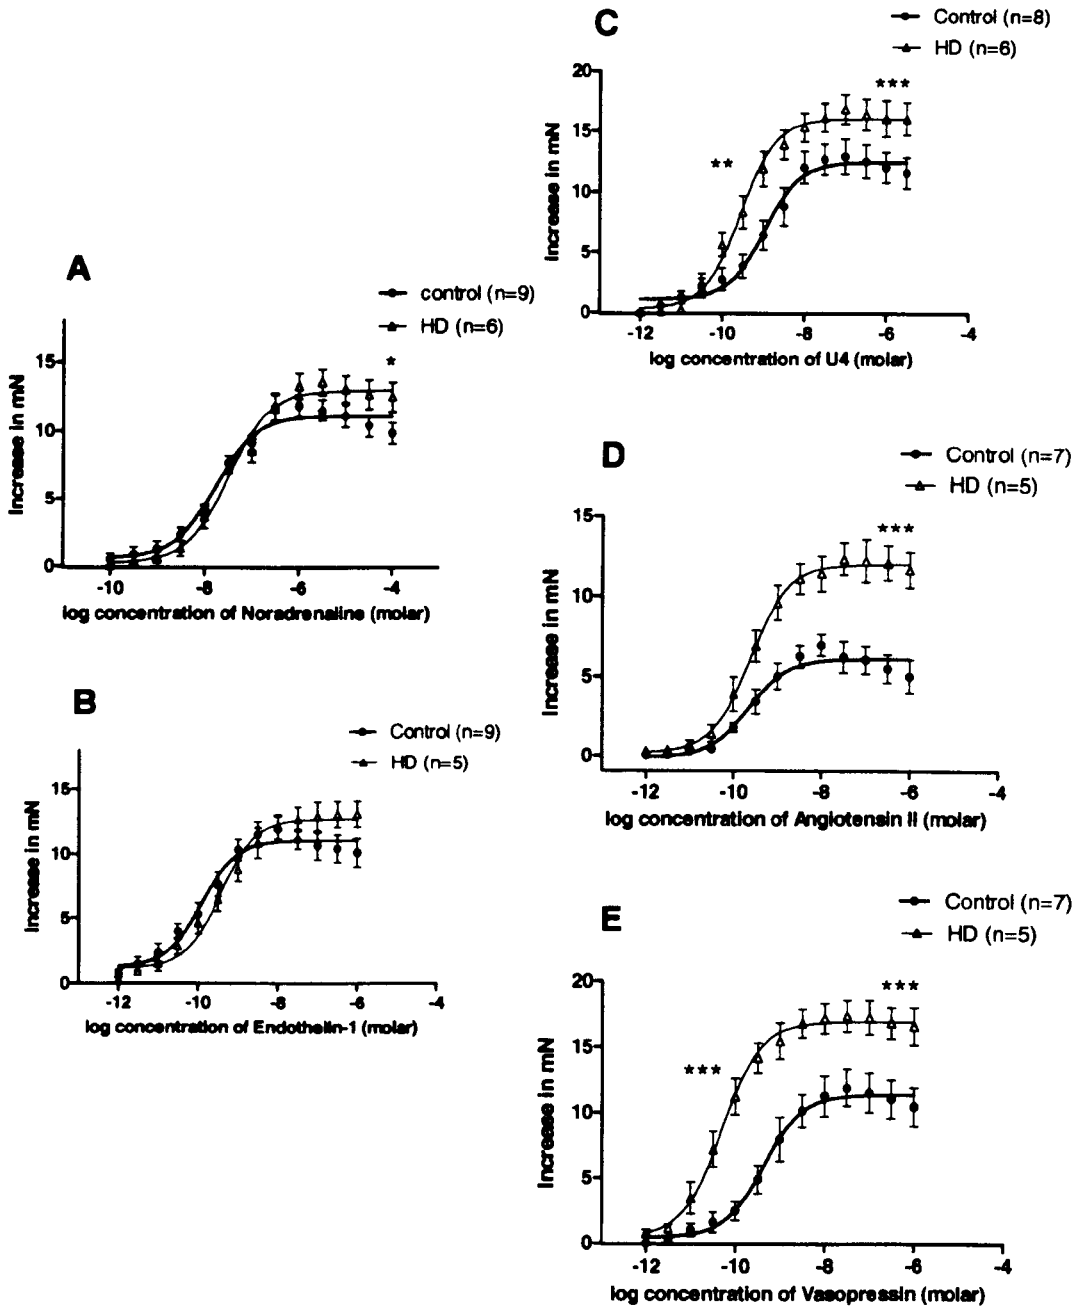 A
control (n=9)
HD (n=6)
*
15
10
5
0
Increase in mN
-10 -8 -6 -4
log concentration of Noradrenaline (molar)
B
Control (n=9)
HD (n=5)
15
10
5
0
Increase in mN
-12 -10 -8 -6 -4
log concentration of Endothelin-1 (molar)
C
Control (n=8)
HD (n=6)
***
**
20
15
10
5
0
Increase in mN
-12 -10 -8 -6 -4
log concentration of U4 (molar)
D
Control (n=7)
HD (n=5)
***
15
10
5
0
Increase in mN
-12 -10 -8 -6 -4
log concentration of Angiotensin II (molar)
E
Control (n=7)
HD (n=5)
***
***
20
15
10
5
0
Increase in mN
-12 -10 -8 -6 -4
log concentration of Vasopressin (molar)